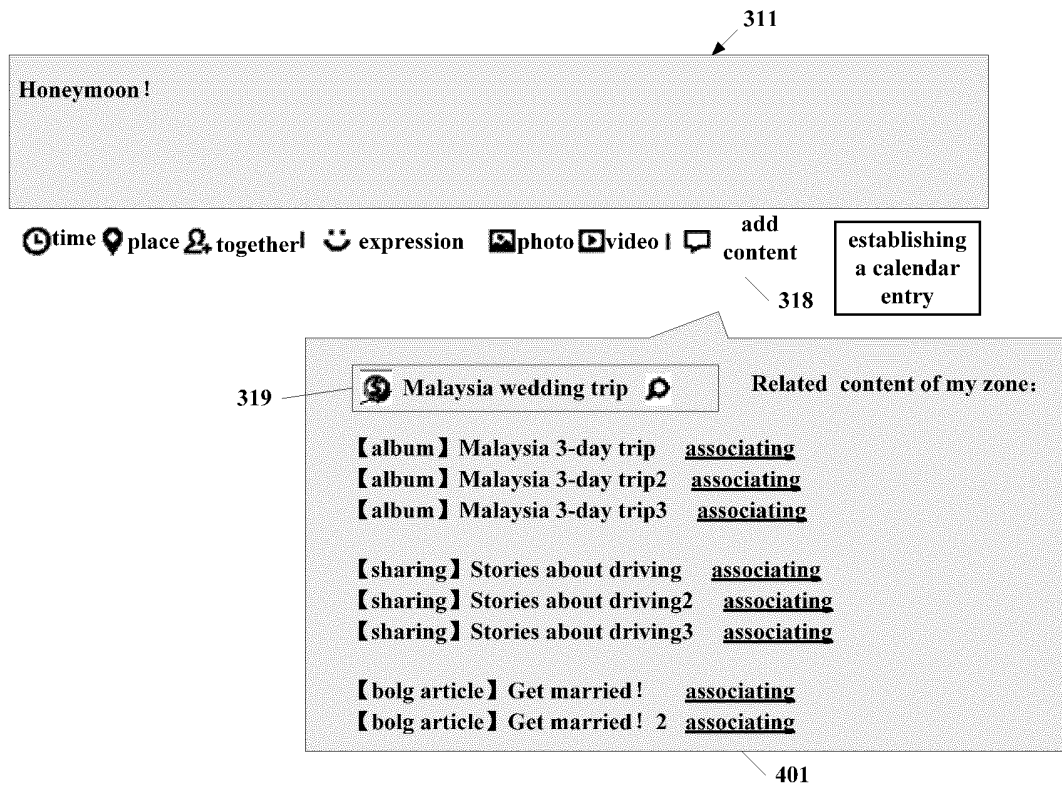 311
Honeymoon！
time place together| expression photo video | add content
establishing
a calendar
entry
318
319
Malaysia wedding trip
Related content of my zone：
【album】Malaysia 3-day trip associating
【album】Malaysia 3-day trip2 associating
【album】Malaysia 3-day trip3 associating
【sharing】Stories about driving associating
【sharing】Stories about driving2 associating
【sharing】Stories about driving3 associating
【bolg article】Get married！ associating
【bolg article】Get married！2 associating
401